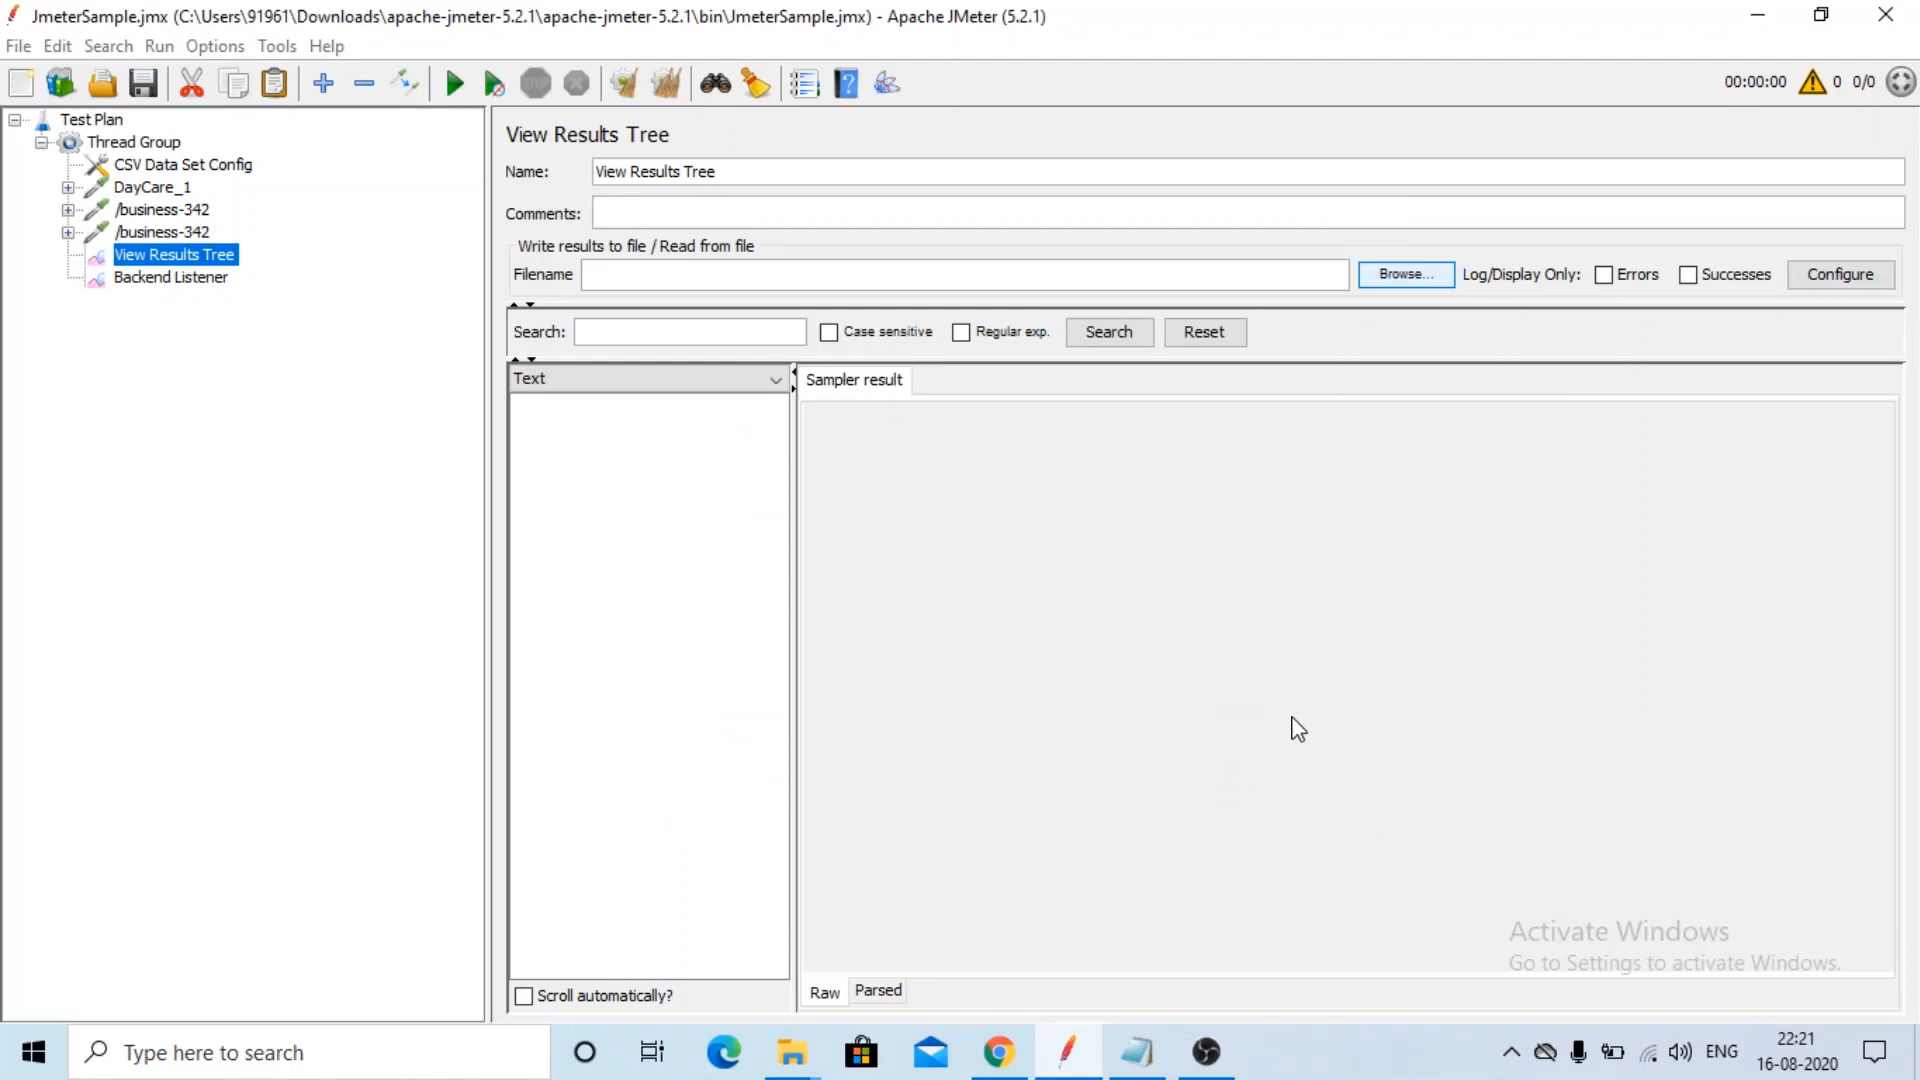 JmeterSample.jmx (C:\Users\91961\Downloads\apache-jmeter-5.2.1\apache-jmeter-5.2.1\bin\JmeterSample.jmx) - Apache JMeter (5.2.1)
File Edit Search Run Options Tools Help
00:00:00 0 0/0
Test Plan
Thread Group
CSV Data Set Config
DayCare_1
/business-342
/business-342
View Results Tree
Backend Listener
View Results Tree
Name: View Results Tree
Comments:
Write results to file / Read from file
Filename Browse... Log/Display Only: Errors Successes Configure
Search: Case sensitive Regular exp. Search Reset
Text
Sampler result
Scroll automatically?
Raw Parsed
Activate Windows
Go to Settings to activate Windows.
Type here to search
ENG
22:21
16-08-2020